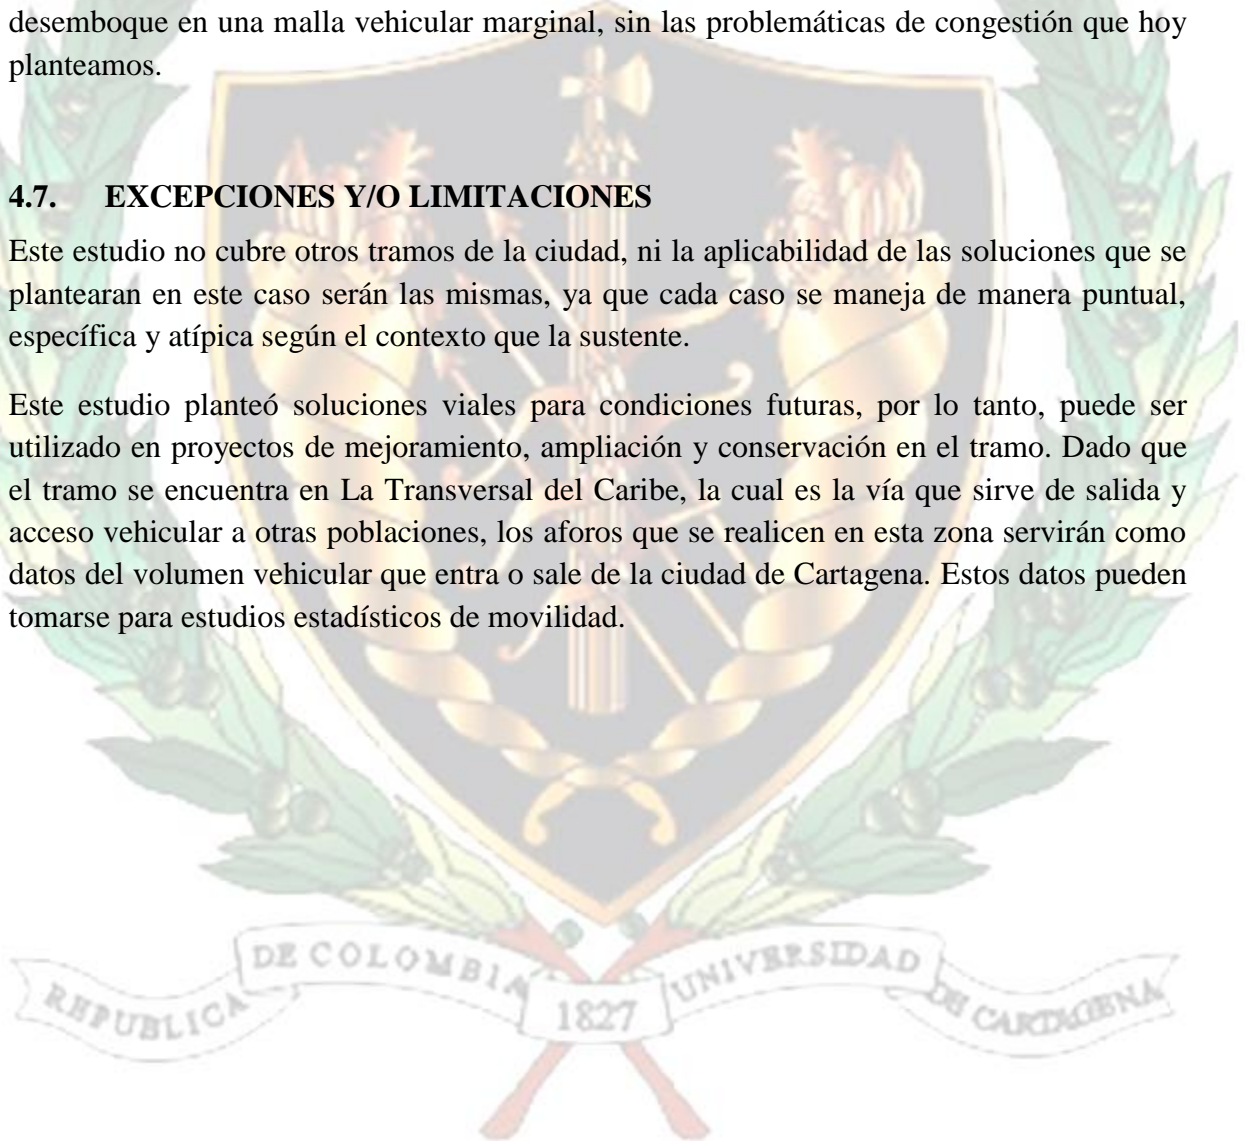 desemboque en una malla vehicular marginal, sin las problemáticas de congestión que hoy
planteamos.
4.7. EXCEPCIONES Y/O LIMITACIONES
Este estudio no cubre otros tramos de la ciudad, ni la aplicabilidad de las soluciones que se
plantearan en este caso serán las mismas, ya que cada caso se maneja de manera puntual,
específica y atípica según el contexto que la sustente.
Este estudio planteó soluciones viales para condiciones futuras, por lo tanto, puede ser
utilizado en proyectos de mejoramiento, ampliación y conservación en el tramo. Dado que
el tramo se encuentra en La Transversal del Caribe, la cual es la vía que sirve de salida y
acceso vehicular a otras poblaciones, los aforos que se realicen en esta zona servirán como
datos del volumen vehicular que entra o sale de la ciudad de Cartagena. Estos datos pueden
tomarse para estudios estadísticos de movilidad.
REPUBLICA DE COLOMBIA 1827 UNIVERSIDAD DE CARTAGENA